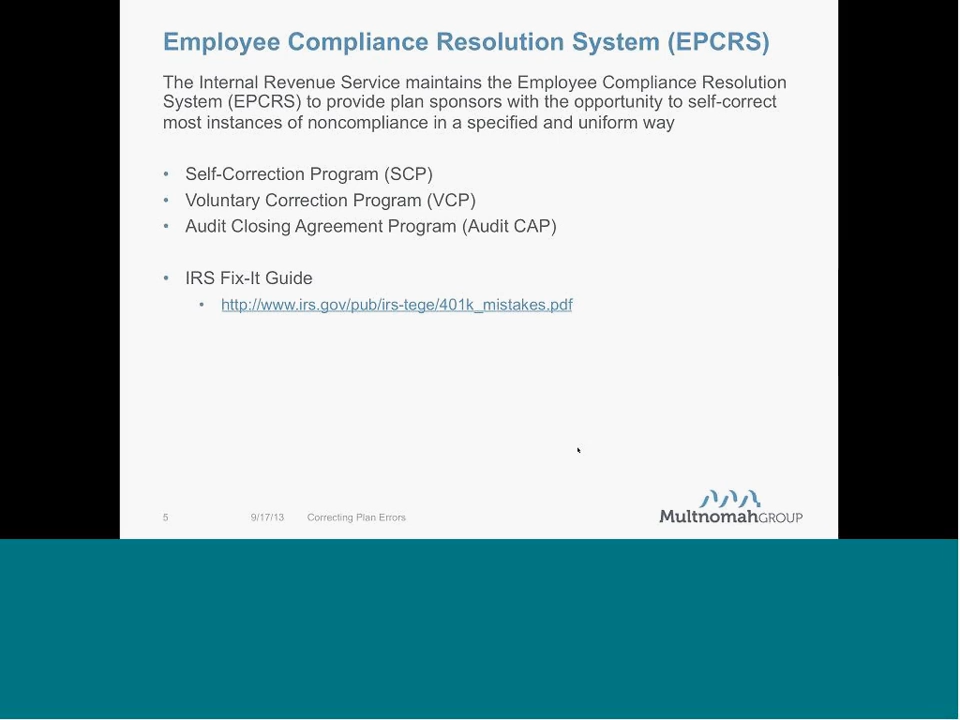 Employee Compliance Resolution System (EPCRS)
The Internal Revenue Service maintains the Employee Compliance Resolution
System (EPCRS) to provide plan sponsors with the opportunity to self-correct
most instances of noncompliance in a specified and uniform way
• Self-Correction Program (SCP)
• Voluntary Correction Program (VCP)
• Audit Closing Agreement Program (Audit CAP)
• IRS Fix-It Guide
• http://www.irs.gov/pub/irs-tege/401k_mistakes.pdf
5 9/17/13 Correcting Plan Errors
MultnomahGROUP